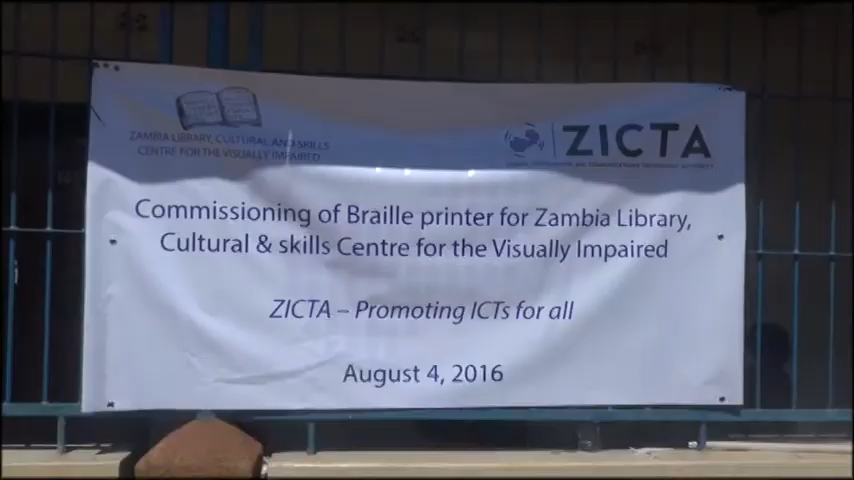 ZAMBIA LIBRARY, CULTURAL AND SKILLS
CENTRE FOR THE VISUALLY IMPAIRED
ZICTA
Commissioning of Braille printer for Zambia Library,
Cultural & skills Centre for the Visually Impaired
ZICTA – Promoting ICTs for all
August 4, 2016